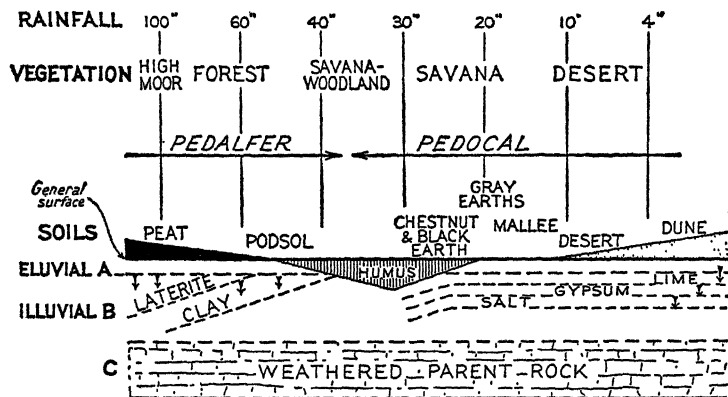 RAINFALL 100" 60" 40" 30" 20" 10" 4"
VEGETATION HIGH MOOR FOREST SAVANA-WOODLAND SAVANA DESERT
PEDALFER PEDOCAL
General surface
GRAY EARTHS
SOILS PEAT PODSOL CHESTNUT & BLACK EARTH MALLEE DESERT DUNE
ELUVIAL A HUMUS
LATERITE CLAY LIME GYPSUM SALT
ILLUVIAL B
C WEATHERED PARENT ROCK